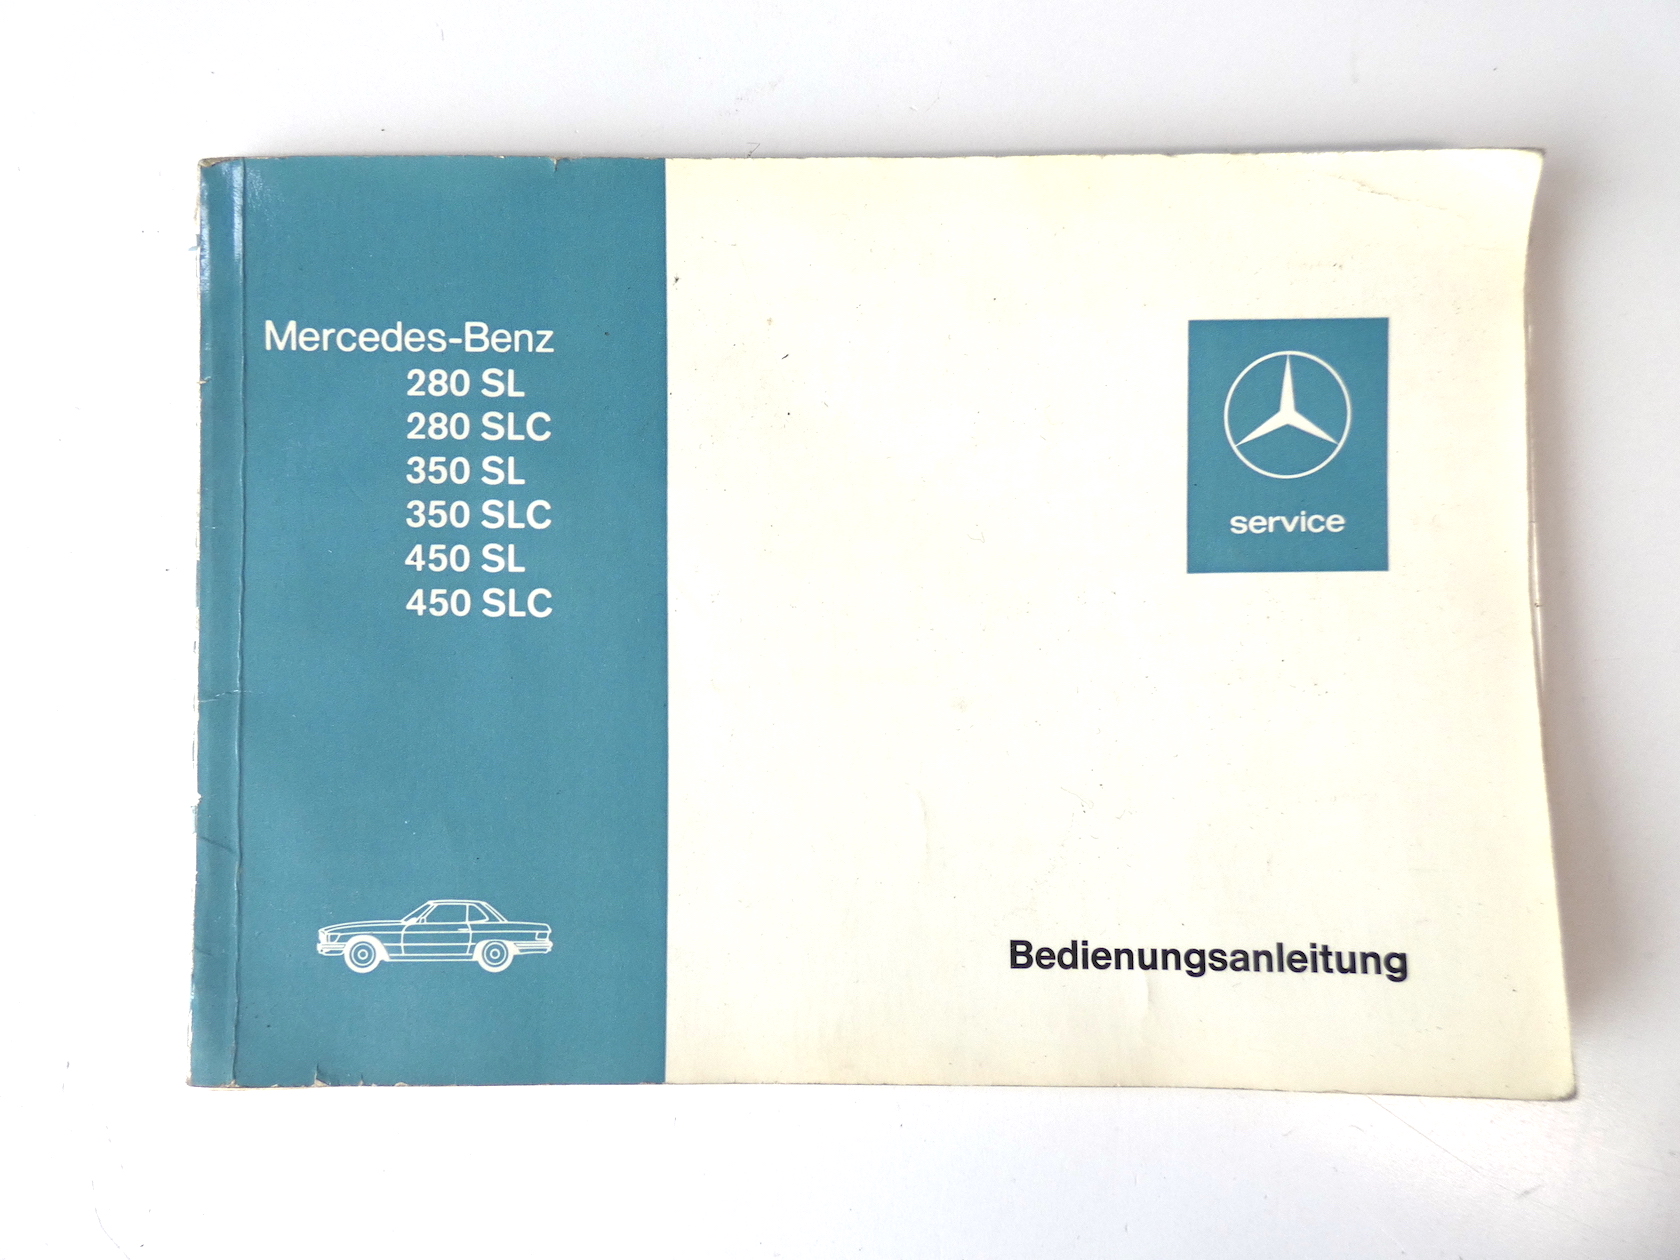 Mercedes-Benz
280 SL
280 SLC
350 SL
350 SLC
450 SL
450 SLC
service
Bedienungsanleitung